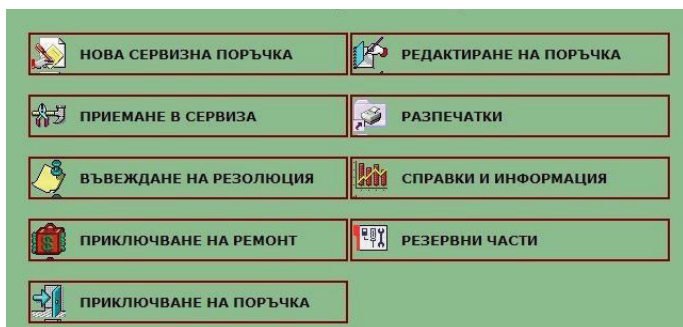 НОВА СЕРВИЗНА ПОРЪЧКА
РЕДАКТИРАНЕ НА ПОРЪЧКА
ПРИЕМАНЕ В СЕРВИЗА
РАЗПЕЧАТКИ
ВЪВЕЖДАНЕ НА РЕЗОЛЮЦИЯ
СПРАВКИ И ИНФОРМАЦИЯ
ПРИКЛЮЧВАНЕ НА РЕМОНТ
РЕЗЕРВНИ ЧАСТИ
ПРИКЛЮЧВАНЕ НА ПОРЪЧКА